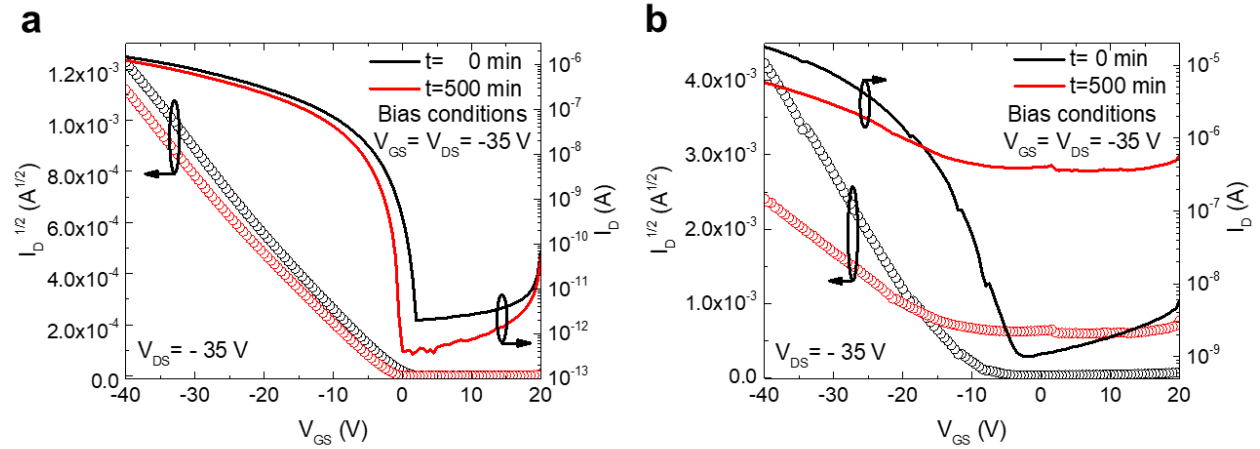 a
1.2x10⁻³
1.0x10⁻³
8.0x10⁻⁴
6.0x10⁻⁴
4.0x10⁻⁴
2.0x10⁻⁴
0.0
I_D^1/2 (A^1/2)
t= 0 min
t=500 min
Bias conditions
V_GS= V_DS= -35 V
V_DS= - 35 V
10⁻⁶
10⁻⁷
10⁻⁸
10⁻⁹
10⁻¹⁰
10⁻¹¹
10⁻¹²
10⁻¹³
I_D (A)
-40 -30 -20 -10 0 10 20
V_GS (V)
b
4.0x10⁻³
3.0x10⁻³
2.0x10⁻³
1.0x10⁻³
0.0
I_D^1/2 (A^1/2)
t= 0 min
t=500 min
Bias conditions
V_GS= V_DS= -35 V
V_DS= - 35 V
10⁻⁵
10⁻⁶
10⁻⁷
10⁻⁸
10⁻⁹
I_D (A)
-40 -30 -20 -10 0 10 20
V_GS (V)